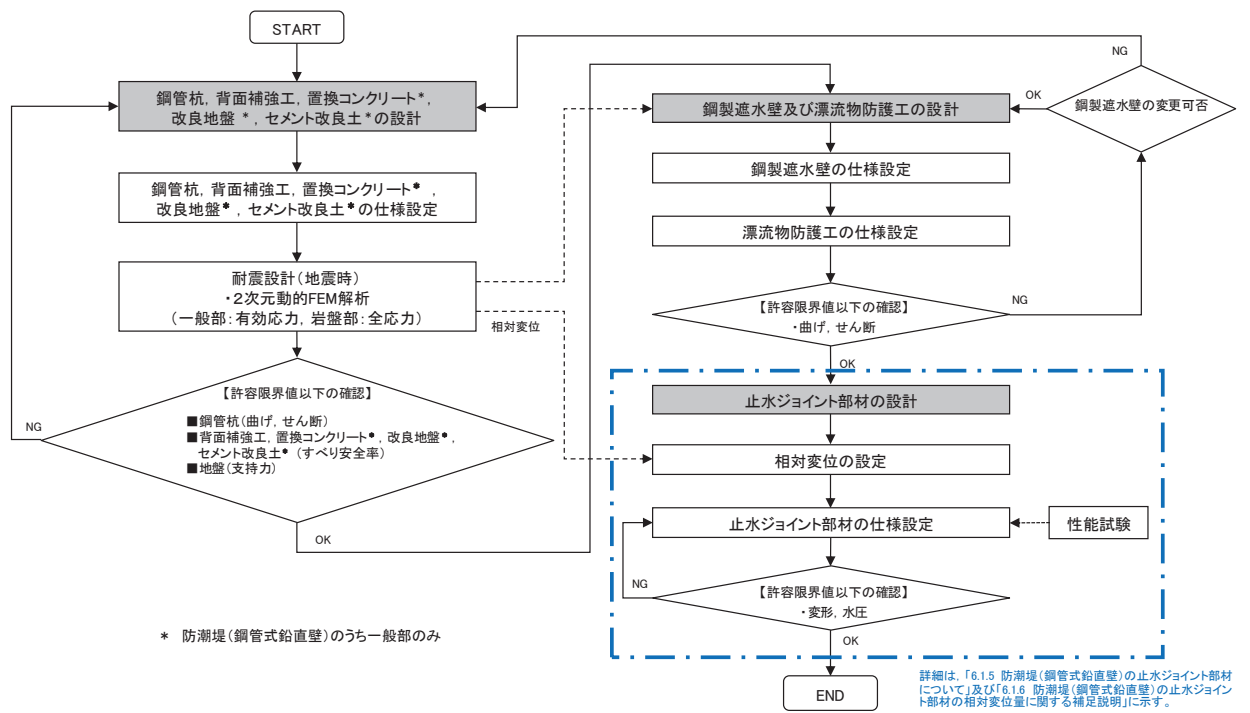 START
鋼管杭，背面補強工，置換コンクリート*，
改良地盤 *，セメント改良土*の設計
鋼管杭，背面補強工，置換コンクリート*，
改良地盤*，セメント改良土*の仕様設定
耐震設計（地震時）
・２次元動的FEM解析
（一般部：有効応力，岩盤部：全応力）
相対変位
【許容限界値以下の確認】
■鋼管杭（曲げ，せん断）
■背面補強工，置換コンクリート*，改良地盤*，
セメント改良土*（すべり安全率）
■地盤（支持力）
NG
OK
* 防潮堤（鋼管式鉛直壁）のうち一般部のみ
NG
鋼製遮水壁の変更可否
OK
鋼製遮水壁及び漂流物防護工の設計
鋼製遮水壁の仕様設定
漂流物防護工の仕様設定
【許容限界値以下の確認】
・曲げ，せん断
NG
OK
止水ジョイント部材の設計
相対変位の設定
止水ジョイント部材の仕様設定
性能試験
NG
【許容限界値以下の確認】
・変形，水圧
OK
END
詳細は，「6.1.5 防潮堤（鋼管式鉛直壁）の止水ジョイント部材
について」及び「6.1.6 防潮堤（鋼管式鉛直壁）の止水ジョイン
ト部材の相対変位量に関する補足説明」に示す。